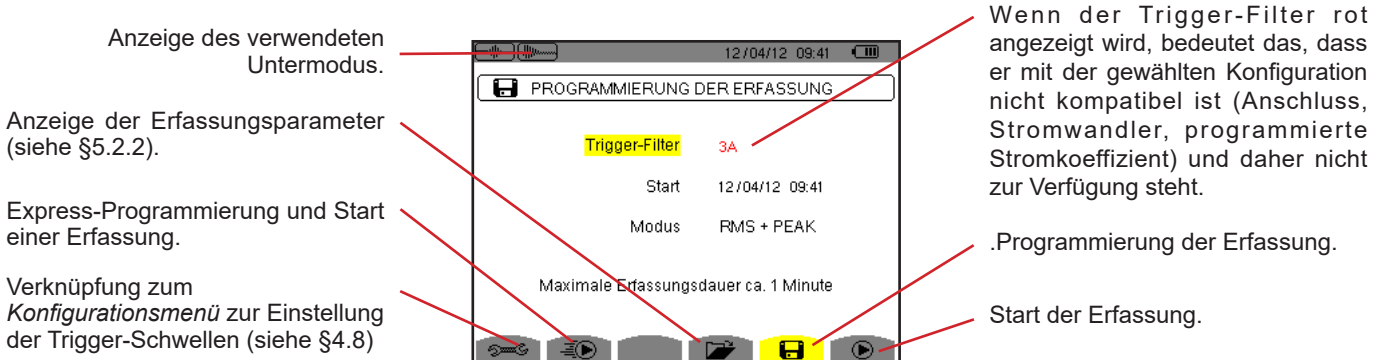 Anzeige des verwendeten
Untermodus.
Anzeige der Erfassungsparameter
(siehe §5.2.2).
Express-Programmierung und Start
einer Erfassung.
Verknüpfung zum
Konfigurationsmenü zur Einstellung
der Trigger-Schwellen (siehe §4.8)
12/04/12 09:41
PROGRAMMIERUNG DER ERFASSUNG
Trigger-Filter 3A
Start 12/04/12 09:41
Modus RMS + PEAK
Maximale Erfassungsdauer ca. 1 Minute
Wenn der Trigger-Filter rot
angezeigt wird, bedeutet das, dass
er mit der gewählten Konfiguration
nicht kompatibel ist (Anschluss,
Stromwandler, programmierte
Stromkoeffizient) und daher nicht
zur Verfügung steht.
.Programmierung der Erfassung.
Start der Erfassung.